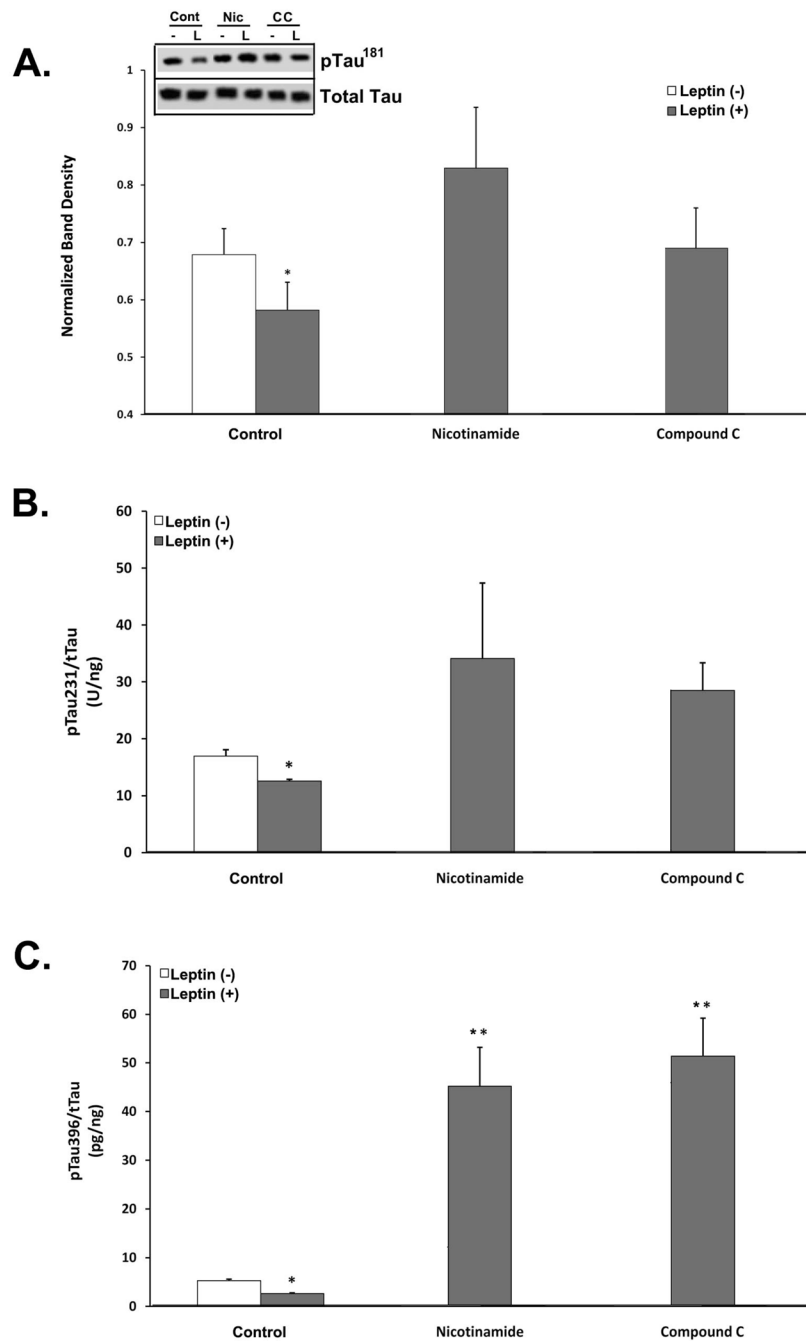 Cont Nic CC
- L - L - L
A.
pTau181
Total Tau
1
0.9
0.8
0.7
0.6
0.5
0.4
Normalized Band Density
Leptin (-)
Leptin (+)
*
Control Nicotinamide Compound C
B.
60
50
40
30
20
10
0
pTau231/tTau
(U/ng)
Leptin (-)
Leptin (+)
*
Control Nicotinamide Compound C
C.
70
60
50
40
30
20
10
0
pTau396/tTau
(pg/ng)
Leptin (-)
Leptin (+)
*
**
**
Control Nicotinamide Compound C